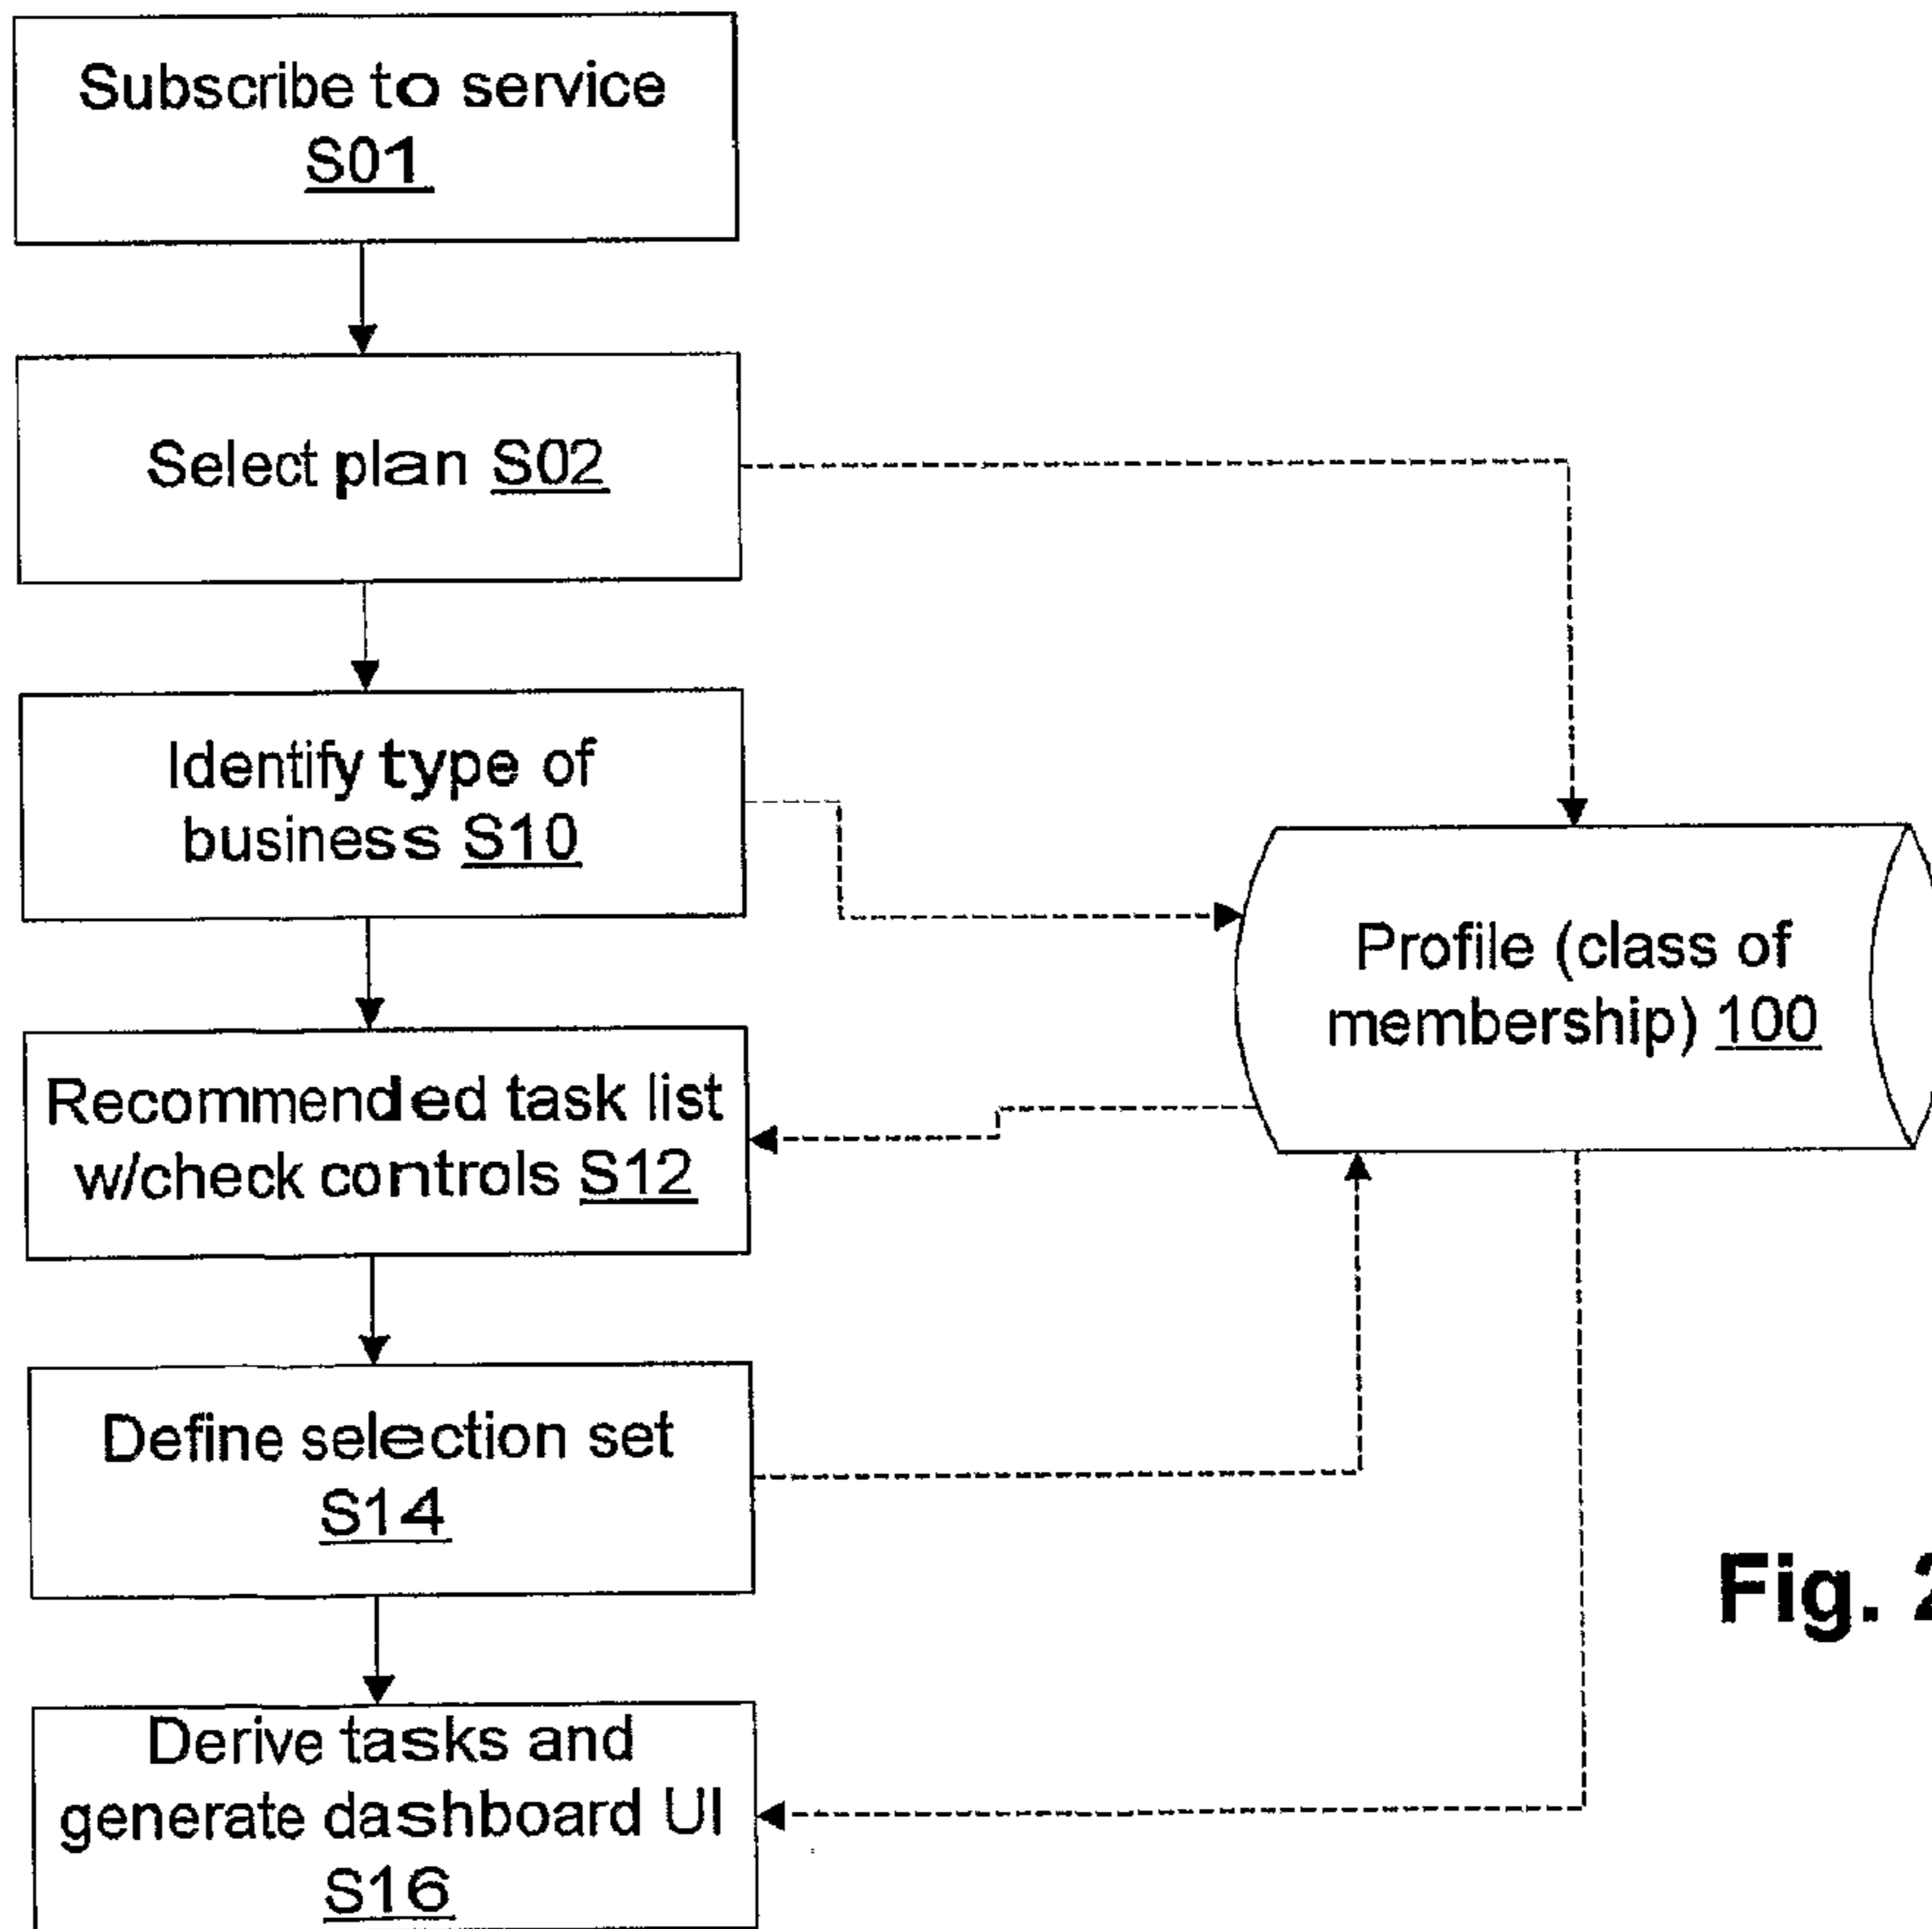 Subscribe to service
S01
Select plan S02
Identify type of
business S10
Profile (class of
membership) 100
Recommended task list
w/check controls S12
Define selection set
S14
Fig. 2
Derive tasks and
generate dashboard UI
S16